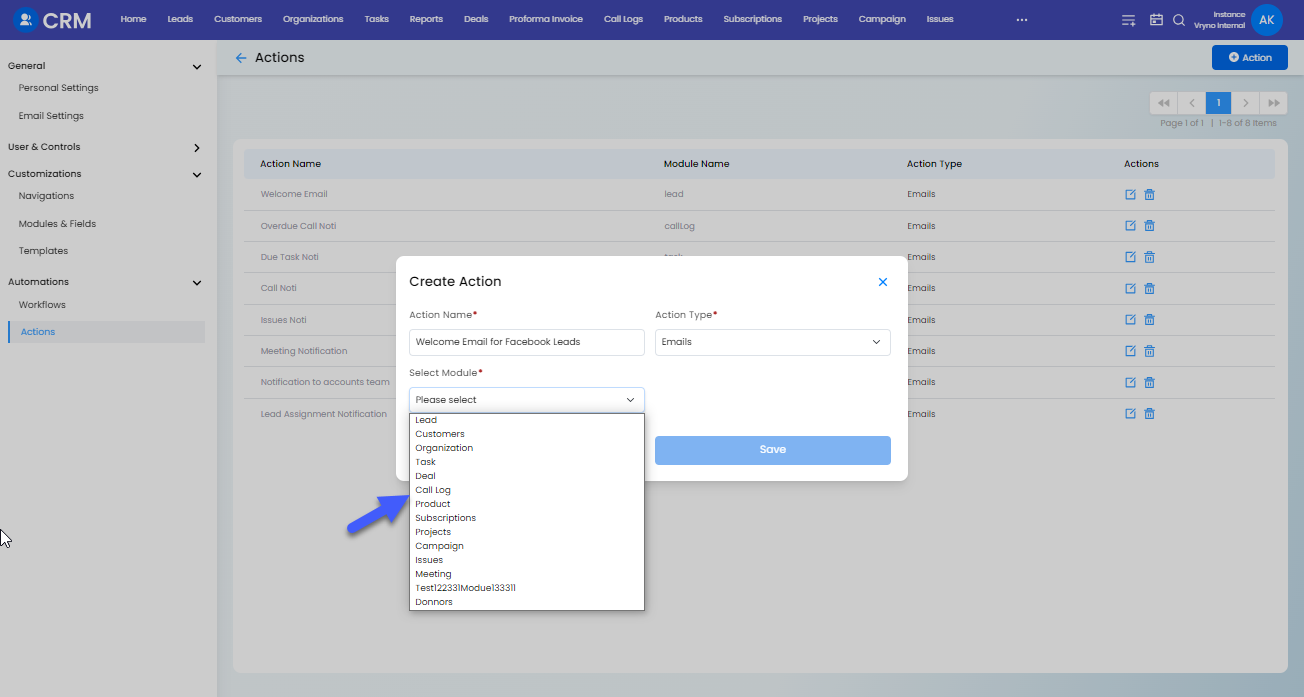 CRM
Home Leads Customers Organizations Tasks Reports Deals Proforma Invoice Call Logs Products Subscriptions Projects Campaign Issues ...
Instance
Vryno Internal
AK
General
Personal Settings
Email Settings
User & Controls
Customizations
Navigations
Modules & Fields
Templates
Automations
Workflows
Actions
Actions
Action
1
Page 1 of 1 | 1-8 of 8 Items
Action Name Module Name Action Type Actions
Welcome Email lead Emails
Overdue Call Noti callLog Emails
Due Task Noti task Emails
Call Noti Emails
Issues Noti Emails
Meeting Notification Emails
Notification to accounts team Emails
Lead Assignment Notification Emails
Create Action
Action Name* Action Type*
Welcome Email for Facebook Leads Emails
Select Module*
Please select
Lead
Customers
Organization
Task
Deal
Call Log
Product
Subscriptions
Projects
Campaign
Issues
Meeting
Test122331Modue133311
Donnors
Save